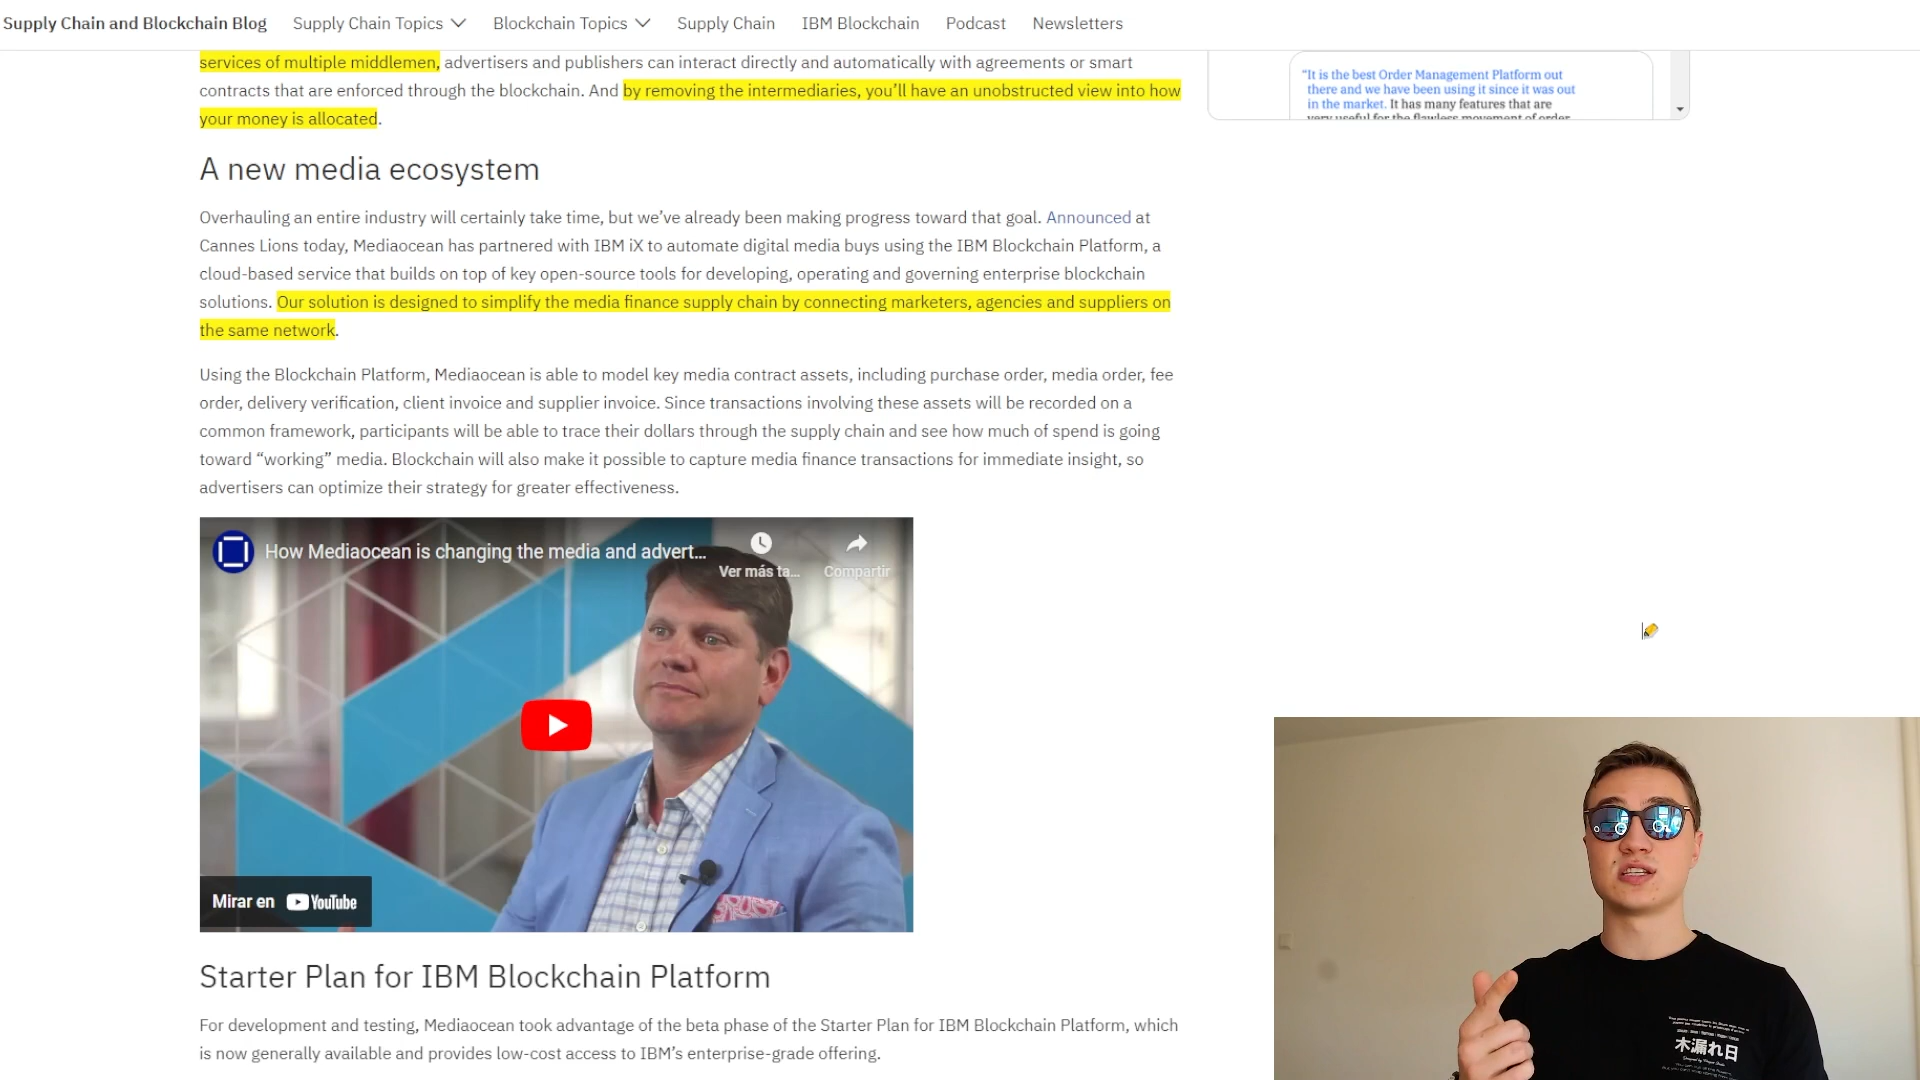 Supply Chain and Blockchain Blog Supply Chain Topics Blockchain Topics Supply Chain IBM Blockchain Podcast Newsletters
services of multiple middlemen, advertisers and publishers can interact directly and automatically with agreements or smart
contracts that are enforced through the blockchain. And by removing the intermediaries, you’ll have an unobstructed view into how
your money is allocated.
“It is the best Order Management Platform out
there and we have been using it since it was out
in the market. It has many features that are
very useful for the flawless movement of order
A new media ecosystem
Overhauling an entire industry will certainly take time, but we’ve already been making progress toward that goal. Announced at
Cannes Lions today, Mediaocean has partnered with IBM iX to automate digital media buys using the IBM Blockchain Platform, a
cloud-based service that builds on top of key open-source tools for developing, operating and governing enterprise blockchain
solutions. Our solution is designed to simplify the media finance supply chain by connecting marketers, agencies and suppliers on
the same network.
Using the Blockchain Platform, Mediaocean is able to model key media contract assets, including purchase order, media order, fee
order, delivery verification, client invoice and supplier invoice. Since transactions involving these assets will be recorded on a
common framework, participants will be able to trace their dollars through the supply chain and see how much of spend is going
toward “working” media. Blockchain will also make it possible to capture media finance transactions for immediate insight, so
advertisers can optimize their strategy for greater effectiveness.
How Mediaocean is changing the media and advert...
Ver más ta... Compartir
Mirar en YouTube
Starter Plan for IBM Blockchain Platform
For development and testing, Mediaocean took advantage of the beta phase of the Starter Plan for IBM Blockchain Platform, which
is now generally available and provides low-cost access to IBM’s enterprise-grade offering.
木漏れ日